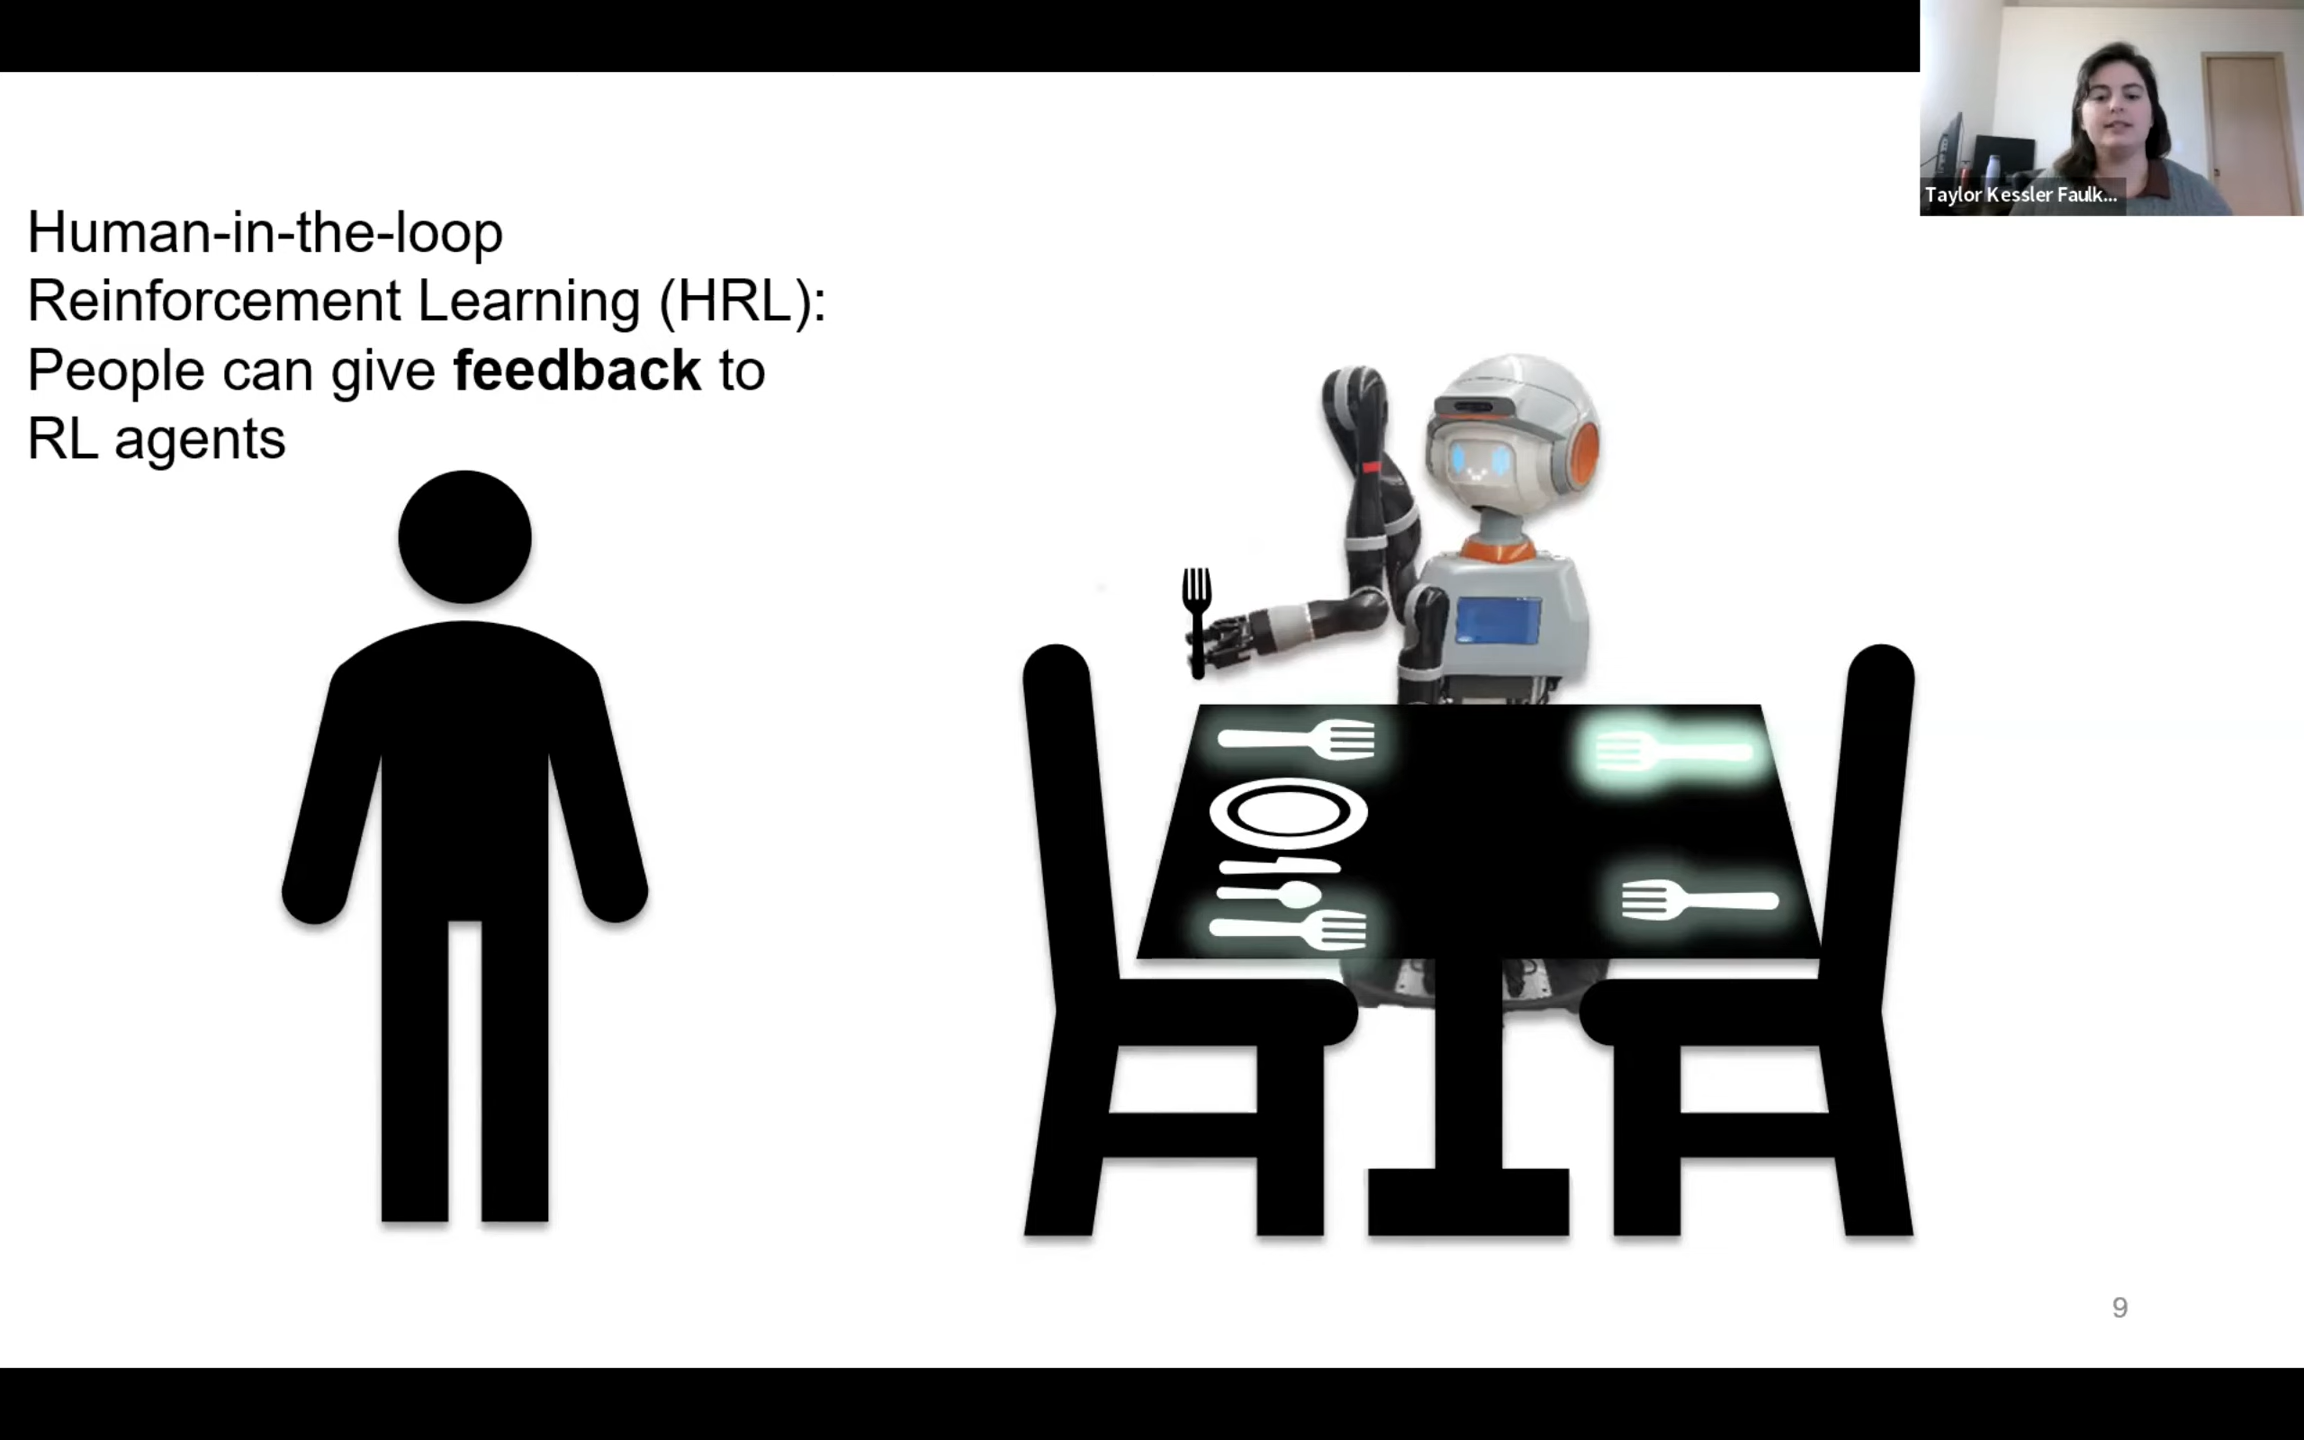 Taylor Kessler Faulk...
Human-in-the-loop
Reinforcement Learning (HRL):
People can give feedback to
RL agents
9